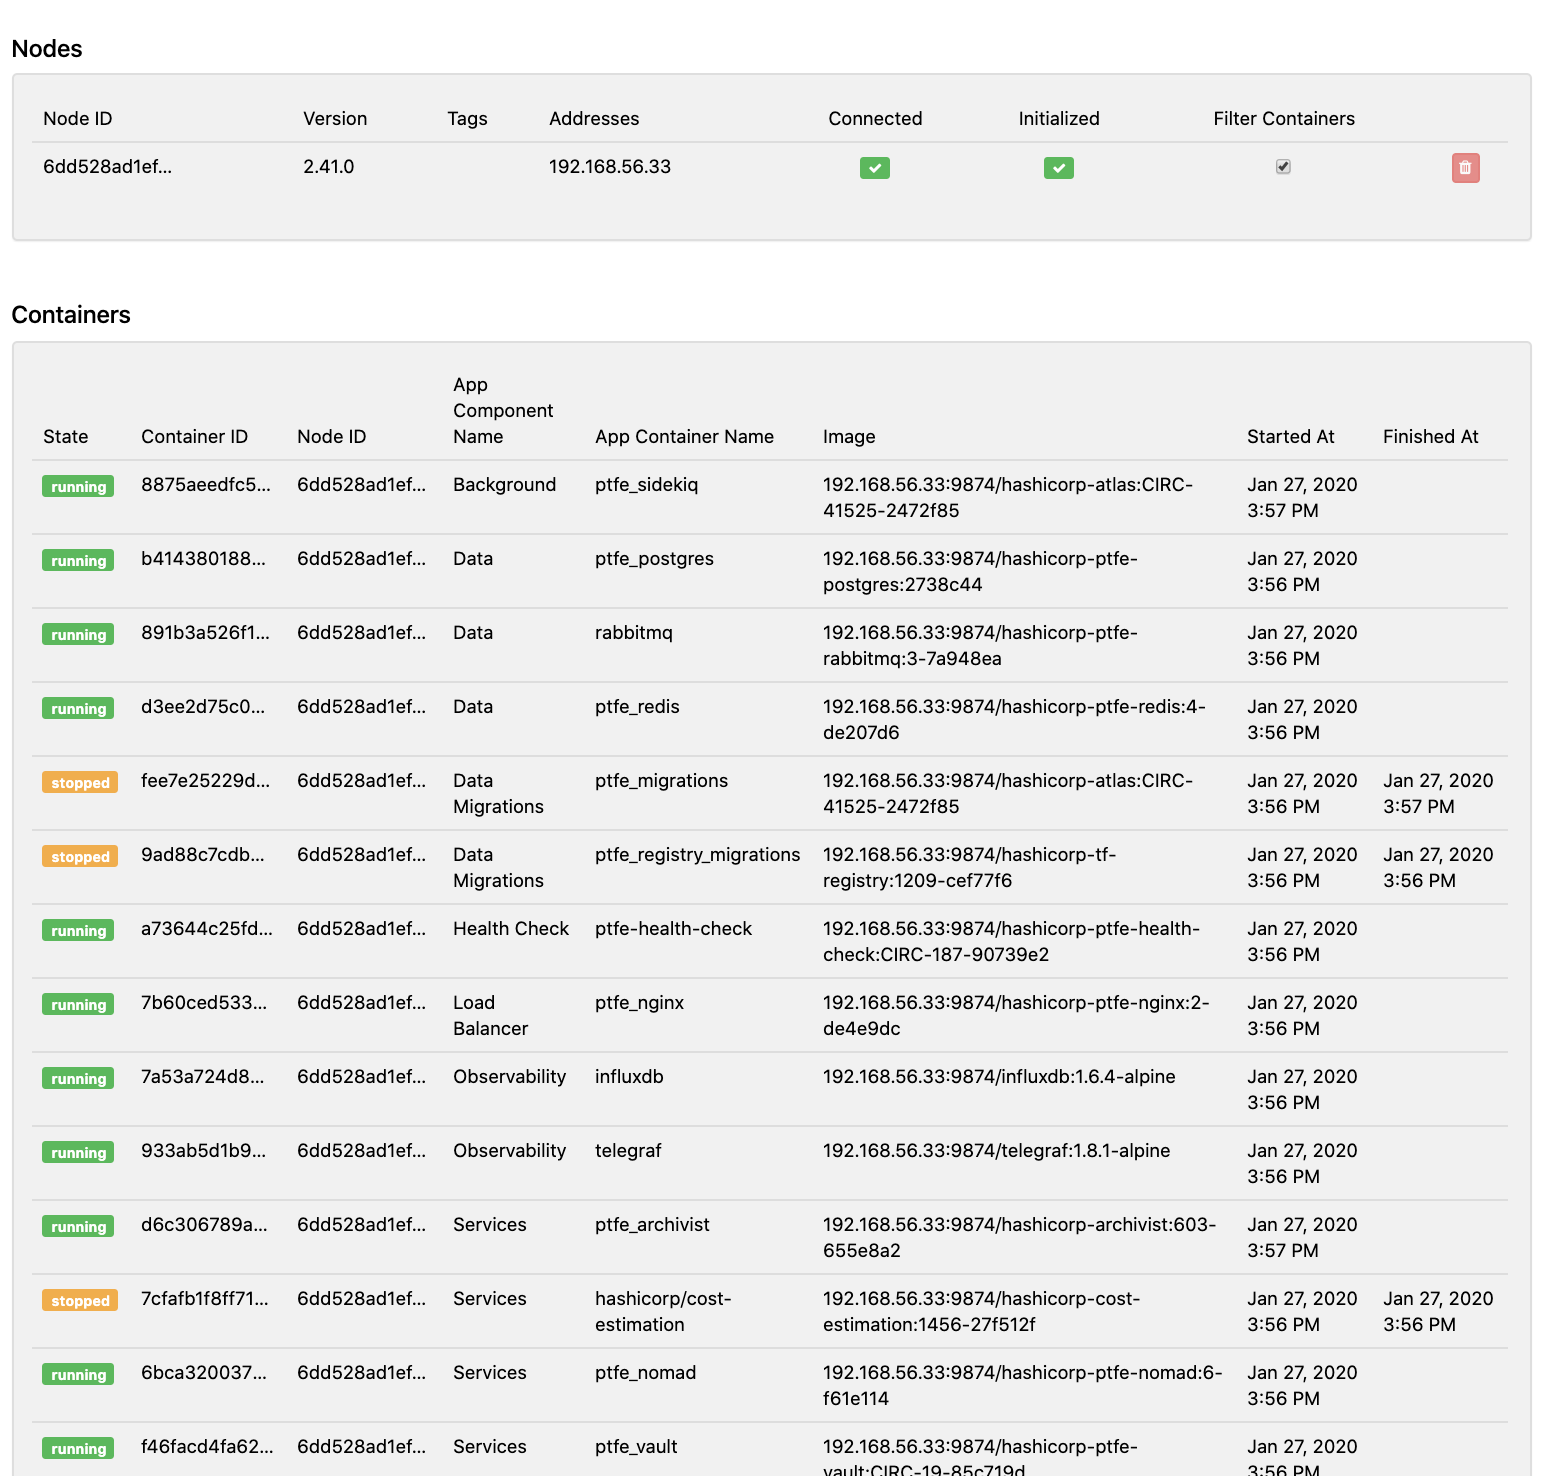 Nodes
Node ID Version Tags Addresses Connected Initialized Filter Containers
6dd528ad1ef... 2.41.0 192.168.56.33
Containers
App
Component
State Container ID Node ID Name App Container Name Image Started At Finished At
running 8875aeedfc5... 6dd528ad1ef... Background ptfe_sidekiq 192.168.56.33:9874/hashicorp-atlas:CIRC- Jan 27, 2020
41525-2472f85 3:57 PM
running b414380188... 6dd528ad1ef... Data ptfe_postgres 192.168.56.33:9874/hashicorp-ptfe- Jan 27, 2020
postgres:2738c44 3:56 PM
running 891b3a526f1... 6dd528ad1ef... Data rabbitmq 192.168.56.33:9874/hashicorp-ptfe- Jan 27, 2020
rabbitmq:3-7a948ea 3:56 PM
running d3ee2d75c0... 6dd528ad1ef... Data ptfe_redis 192.168.56.33:9874/hashicorp-ptfe-redis:4- Jan 27, 2020
de207d6 3:56 PM
stopped fee7e25229d... 6dd528ad1ef... Data ptfe_migrations 192.168.56.33:9874/hashicorp-atlas:CIRC- Jan 27, 2020 Jan 27, 2020
Migrations 41525-2472f85 3:56 PM 3:57 PM
stopped 9ad88c7cdb... 6dd528ad1ef... Data ptfe_registry_migrations 192.168.56.33:9874/hashicorp-tf- Jan 27, 2020 Jan 27, 2020
Migrations registry:1209-cef77f6 3:56 PM 3:56 PM
running a73644c25fd... 6dd528ad1ef... Health Check ptfe-health-check 192.168.56.33:9874/hashicorp-ptfe-health- Jan 27, 2020
check:CIRC-187-90739e2 3:56 PM
running 7b60ced533... 6dd528ad1ef... Load ptfe_nginx 192.168.56.33:9874/hashicorp-ptfe-nginx:2- Jan 27, 2020
Balancer de4e9dc 3:56 PM
running 7a53a724d8... 6dd528ad1ef... Observability influxdb 192.168.56.33:9874/influxdb:1.6.4-alpine Jan 27, 2020
3:56 PM
running 933ab5d1b9... 6dd528ad1ef... Observability telegraf 192.168.56.33:9874/telegraf:1.8.1-alpine Jan 27, 2020
3:56 PM
running d6c306789a... 6dd528ad1ef... Services ptfe_archivist 192.168.56.33:9874/hashicorp-archivist:603- Jan 27, 2020
655e8a2 3:57 PM
stopped 7cfafb1f8ff71... 6dd528ad1ef... Services hashicorp/cost- 192.168.56.33:9874/hashicorp-cost- Jan 27, 2020 Jan 27, 2020
estimation estimation:1456-27f512f 3:56 PM 3:56 PM
running 6bca320037... 6dd528ad1ef... Services ptfe_nomad 192.168.56.33:9874/hashicorp-ptfe-nomad:6- Jan 27, 2020
f61e114 3:56 PM
running f46facd4fa62... 6dd528ad1ef... Services ptfe_vault 192.168.56.33:9874/hashicorp-ptfe- Jan 27, 2020
vault:CIRC-19-85c719d 3:56 PM